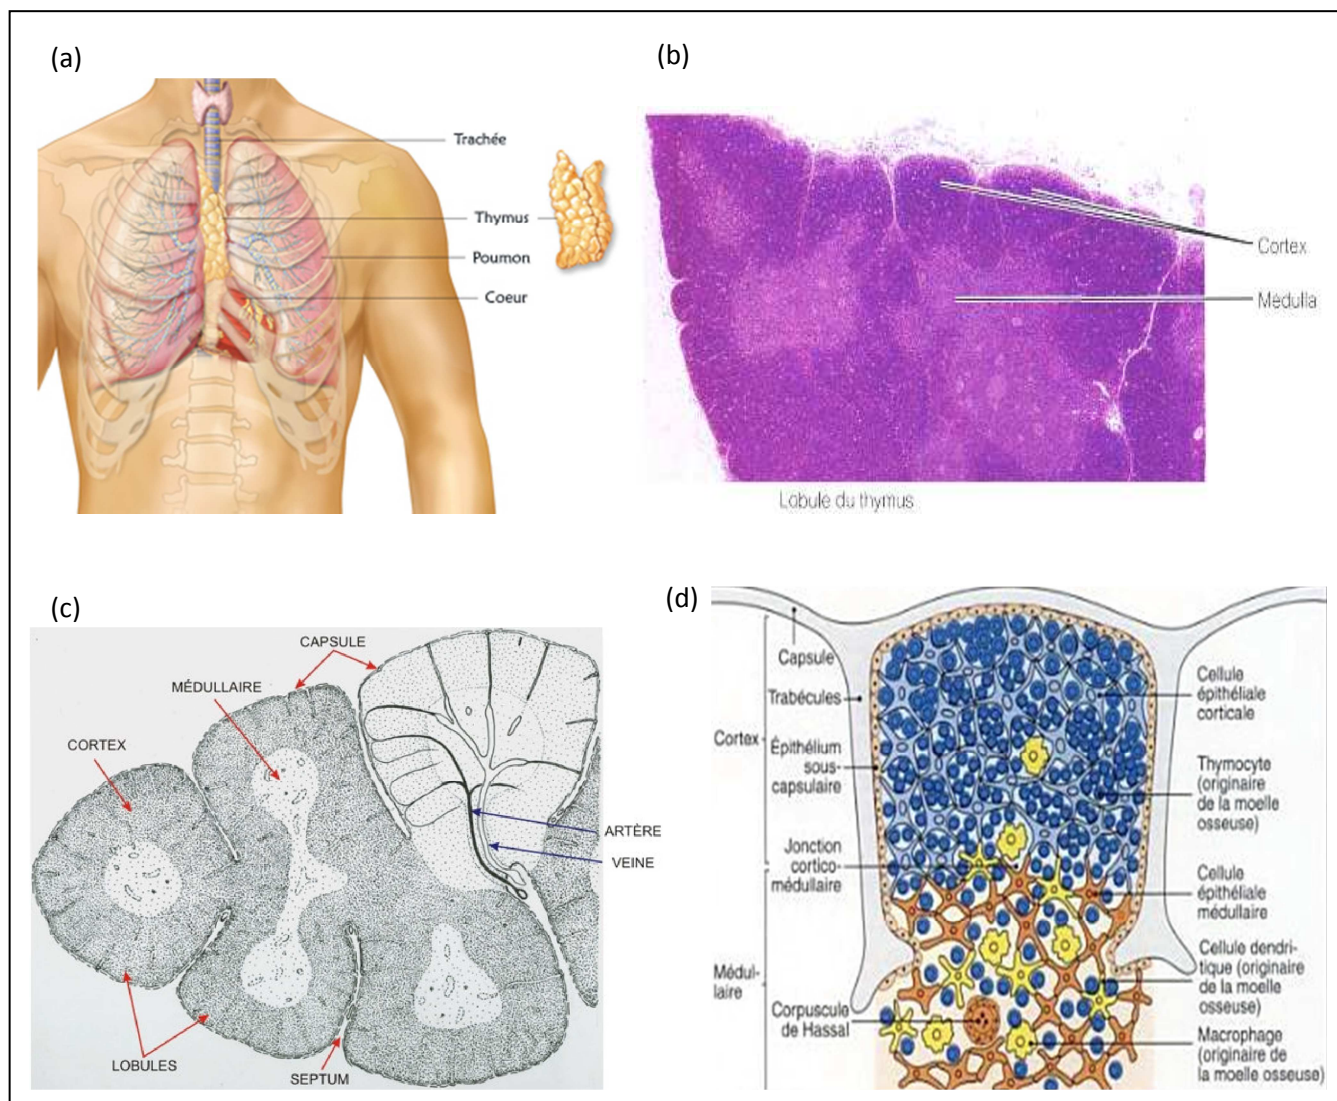 (a)
Trachée
Thymus
Poumon
Coeur
(b)
Cortex
Medulla
Lobule du thymus
(c)
CAPSULE
MÉDULLAIRE
CORTEX
ARTÈRE
VEINE
LOBULES
SEPTUM
(d)
Capsule
Trabécules
Cortex
Épithélium
sous-
capsulaire
Jonction
cortico-
médullaire
Médul-
laire
Corpuscule
de Hassal
Cellule
épithéliale
corticale
Thymocyte
(originaire
de la moelle
osseuse)
Cellule
épithéliale
médullaire
Cellule dendri-
tique (originaire
de la moelle
osseuse)
Macrophage
(originaire de
la moelle
osseuse)